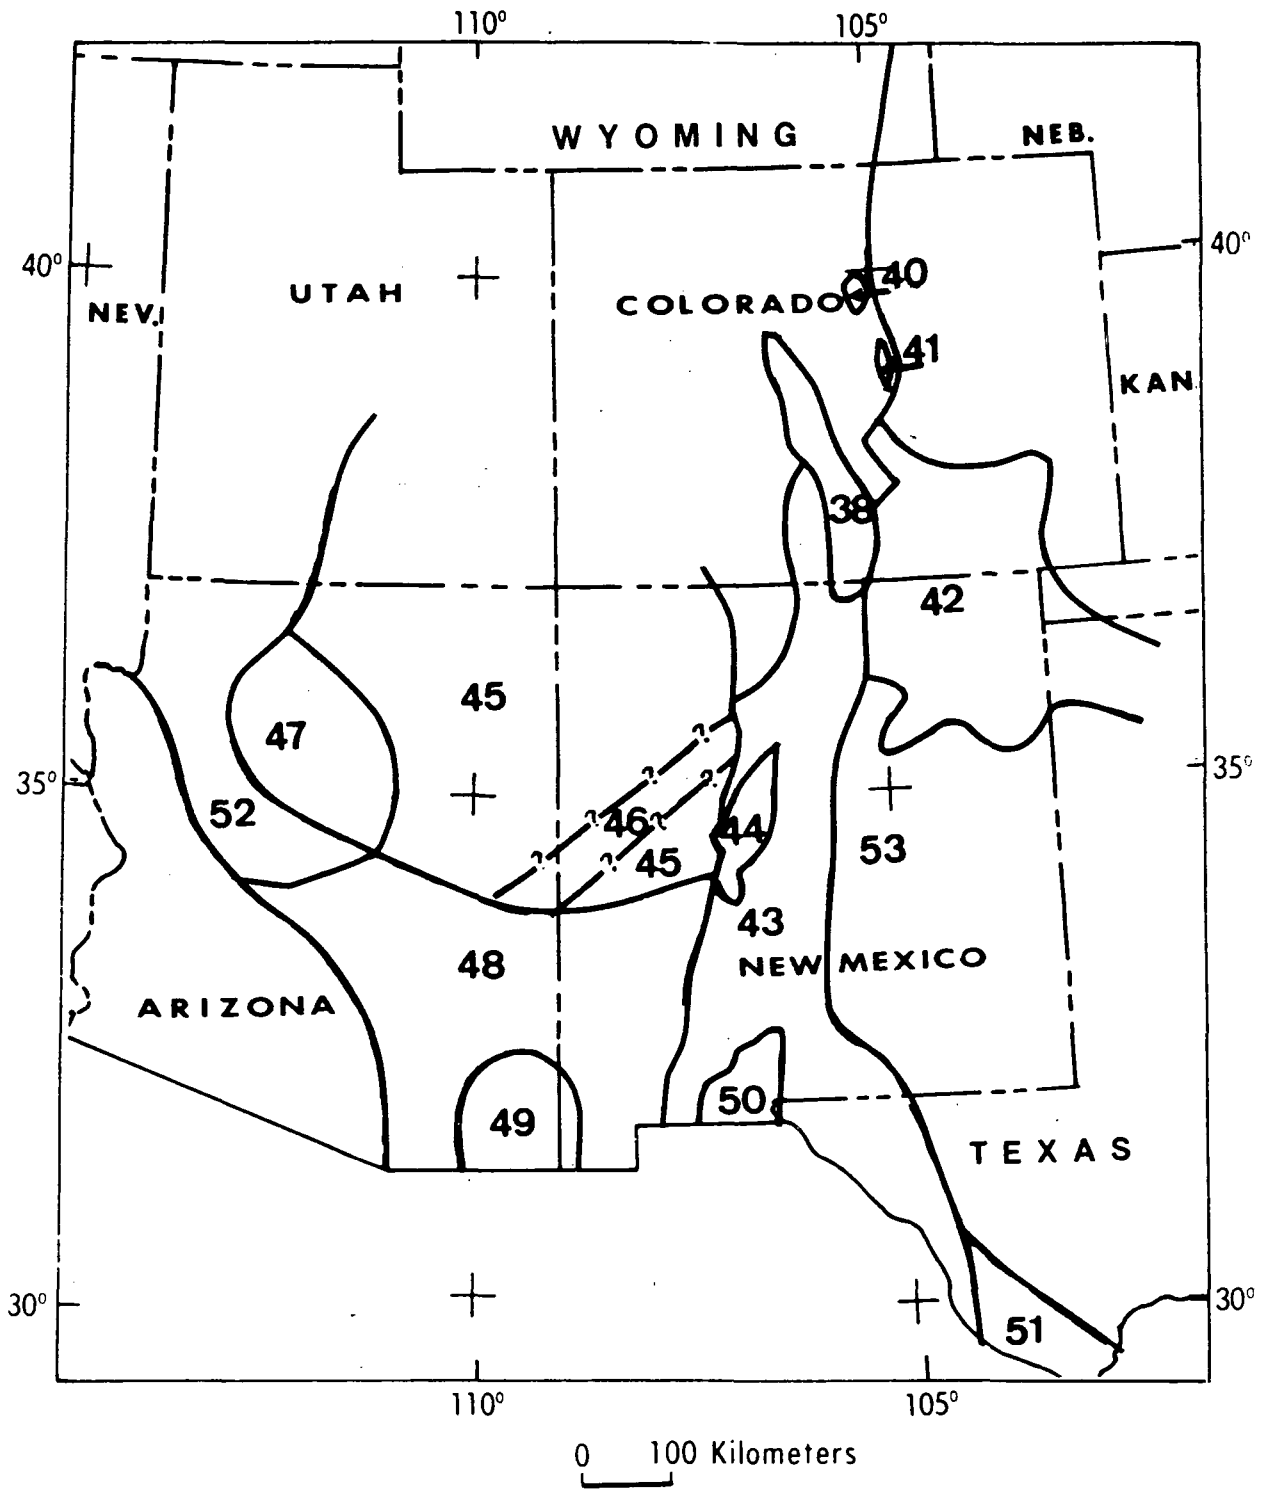 110° 105°
WYOMING NEB.
40° 40°
UTAH COLORADO 40
NEV.
41
KAN
38
42
45
47
35° 35°
? ? ? ? ? ? ?
52 46 44 53
45
43
48 NEW MEXICO
ARIZONA
50
49
TEXAS
30° 30°
51
110° 105°
0 100 Kilometers